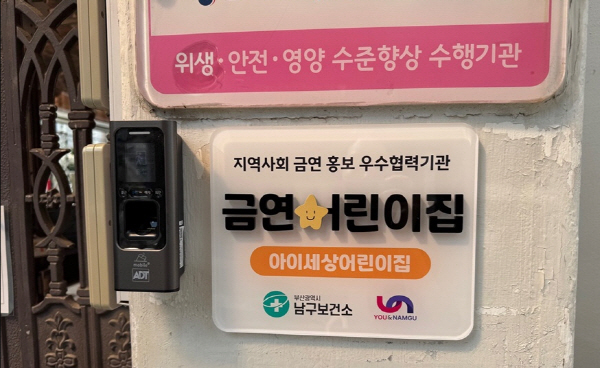 위생·안전·영양 수준향상 수행기관
지역사회 금연 홍보 우수협력기관
금연 어린이집
아이세상어린이집
부산광역시
남구보건소
YOU&NAMGU
ADT